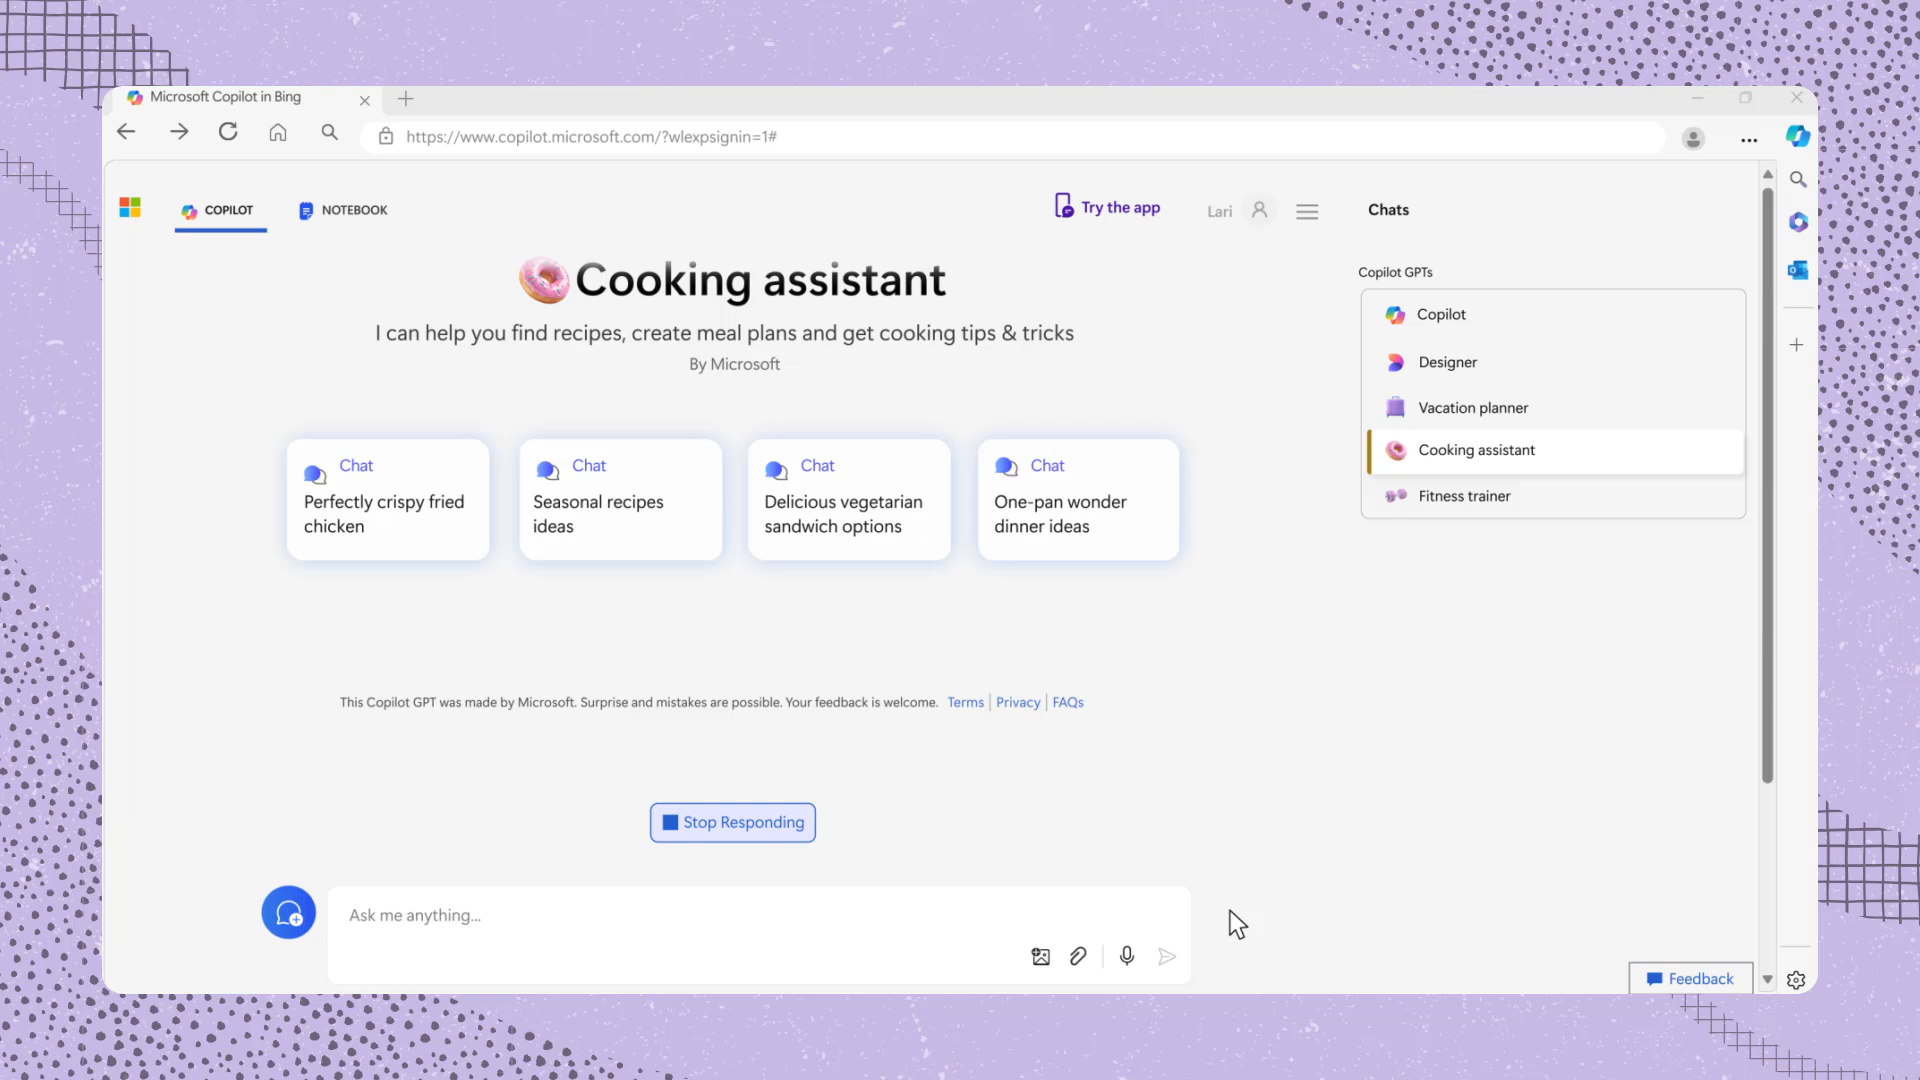 Microsoft Copilot in Bing
https://www.copilot.microsoft.com/?wlexpsignin=1#
COPILOT
NOTEBOOK
Try the app
Lari
Chats
Cooking assistant
I can help you find recipes, create meal plans and get cooking tips & tricks
By Microsoft
Copilot GPTs
Copilot
Designer
Vacation planner
Cooking assistant
Fitness trainer
Chat
Perfectly crispy fried
chicken
Chat
Seasonal recipes
ideas
Chat
Delicious vegetarian
sandwich options
Chat
One-pan wonder
dinner ideas
This Copilot GPT was made by Microsoft. Surprise and mistakes are possible. Your feedback is welcome. Terms | Privacy | FAQs
Stop Responding
Ask me anything...
Feedback